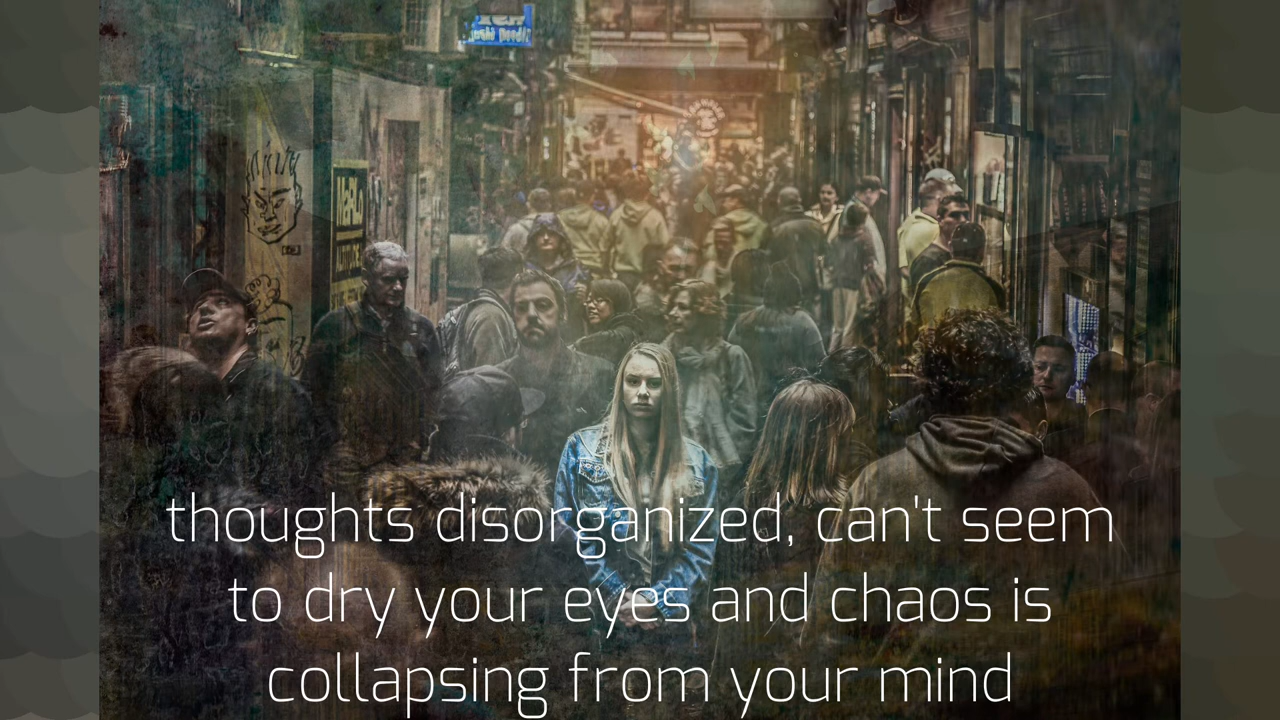 thoughts disorganized, can't seem
to dry your eyes and chaos is
collapsing from your mind